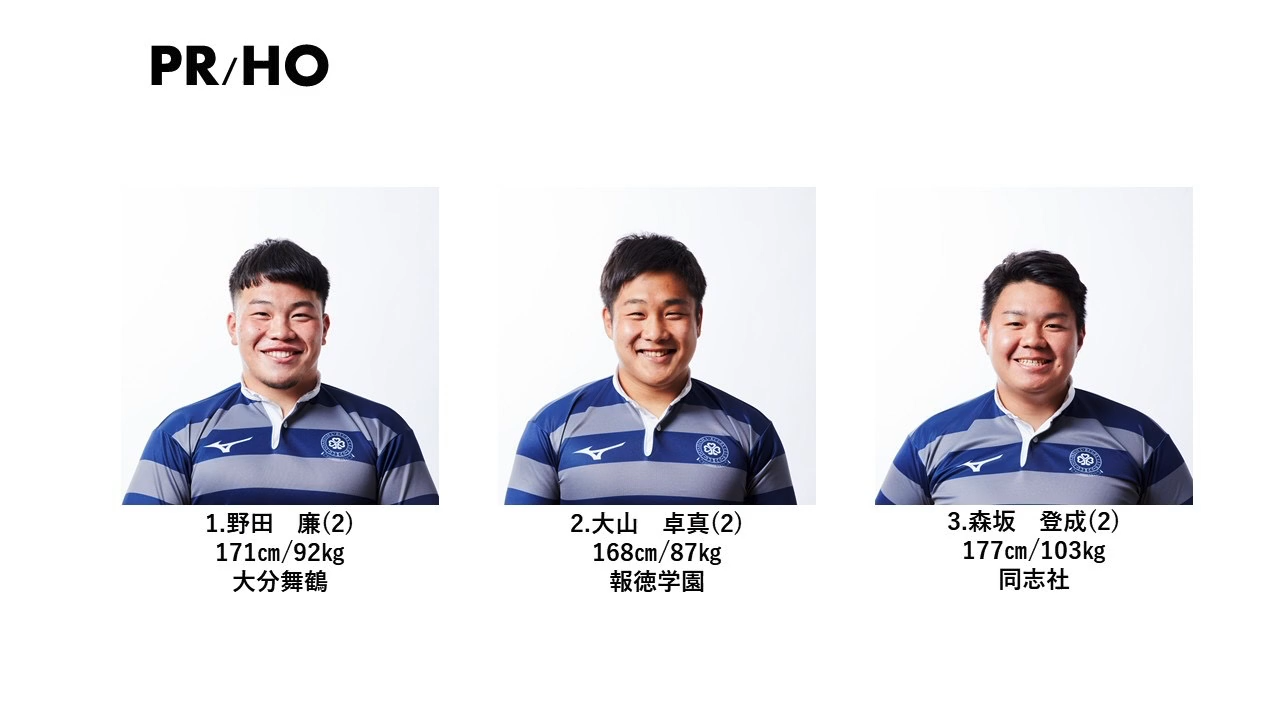 PR/HO
1.野田　廉(2)
171㎝/92㎏
大分舞鶴
2.大山　卓真(2)
168㎝/87㎏
報徳学園
3.森坂　登成(2)
177㎝/103㎏
同志社